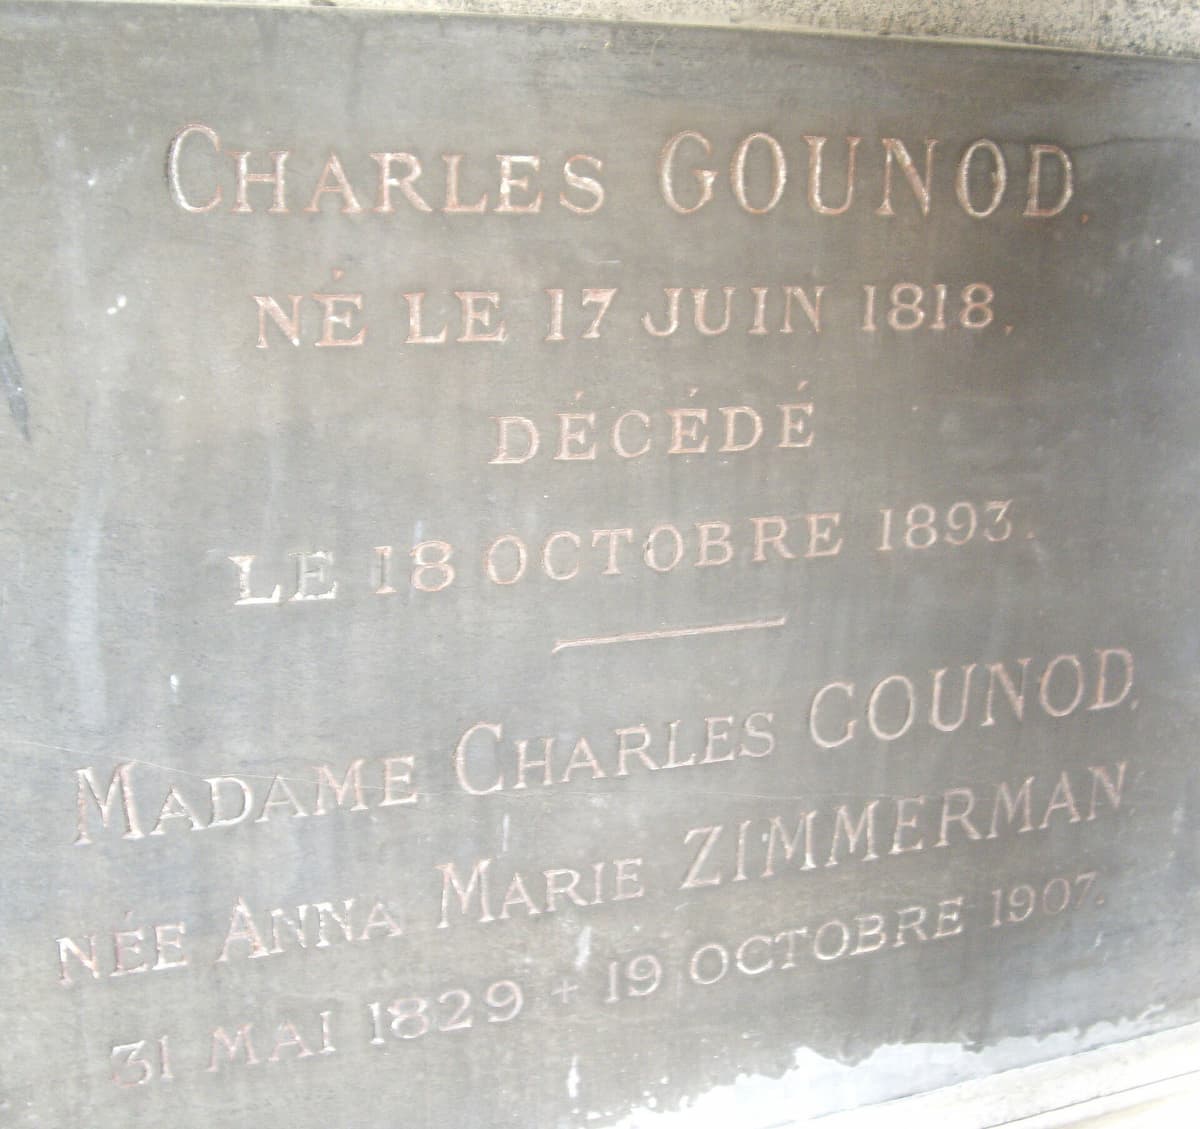 CHARLES GOUNOD.
NÉ LE 17 JUIN 1818.
DÉCÉDÉ
LE 18 OCTOBRE 1893.
MADAME CHARLES GOUNOD.
NÉE ANNA MARIE ZIMMERMAN
31 MAI 1829 + 19 OCTOBRE 1907.